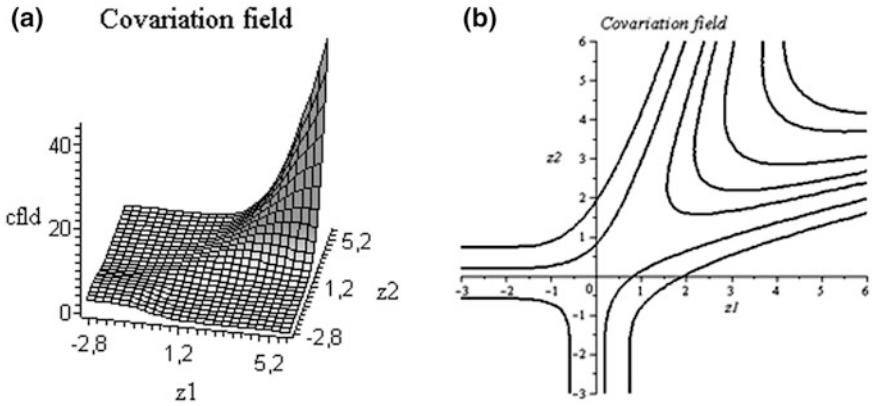 (a) Covariation field
40
cfld 20
0
-2,8 1,2 5,2
z1
-2,8 1,2 5,2
z2
(b)
Covariation field
6
5
4
z2 3
2
1
-3 -2 -1 0 1 2 3 4 5 6
z1
-1
-2
-3